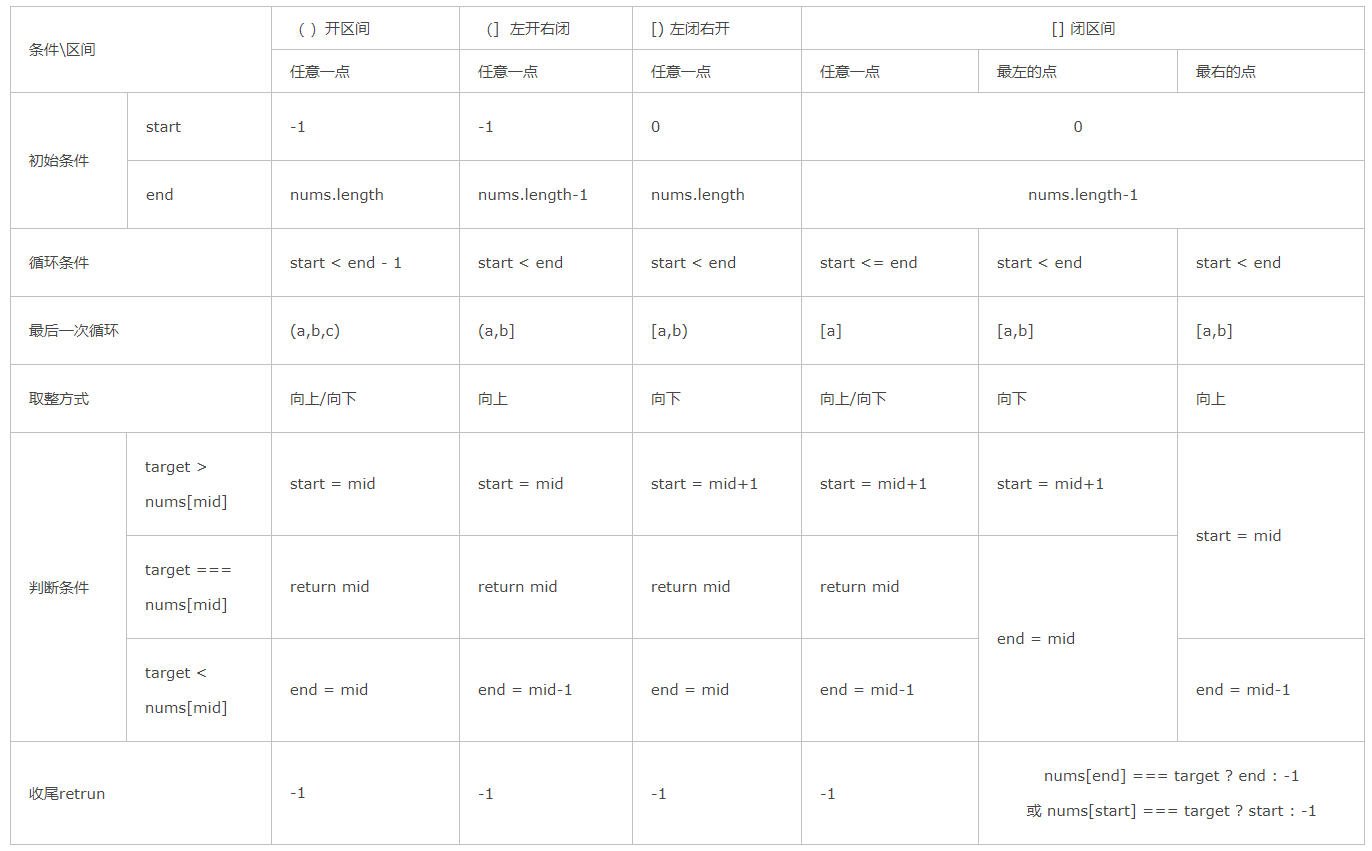 条件\区间
( ) 开区间
(] 左开右闭
[) 左闭右开
[] 闭区间
任意一点
任意一点
任意一点
任意一点
最左的点
最右的点
初始条件
start
-1
-1
0
0
end
nums.length
nums.length-1
nums.length
nums.length-1
循环条件
start < end - 1
start < end
start < end
start <= end
start < end
start < end
最后一次循环
(a,b,c)
(a,b]
[a,b)
[a]
[a,b]
[a,b]
取整方式
向上/向下
向上
向下
向上/向下
向下
向上
判断条件
target >
nums[mid]
start = mid
start = mid
start = mid+1
start = mid+1
start = mid+1
start = mid
target ===
nums[mid]
return mid
return mid
return mid
return mid
end = mid
target <
nums[mid]
end = mid
end = mid-1
end = mid
end = mid-1
end = mid-1
收尾retrun
-1
-1
-1
-1
nums[end] === target ? end : -1
或 nums[start] === target ? start : -1